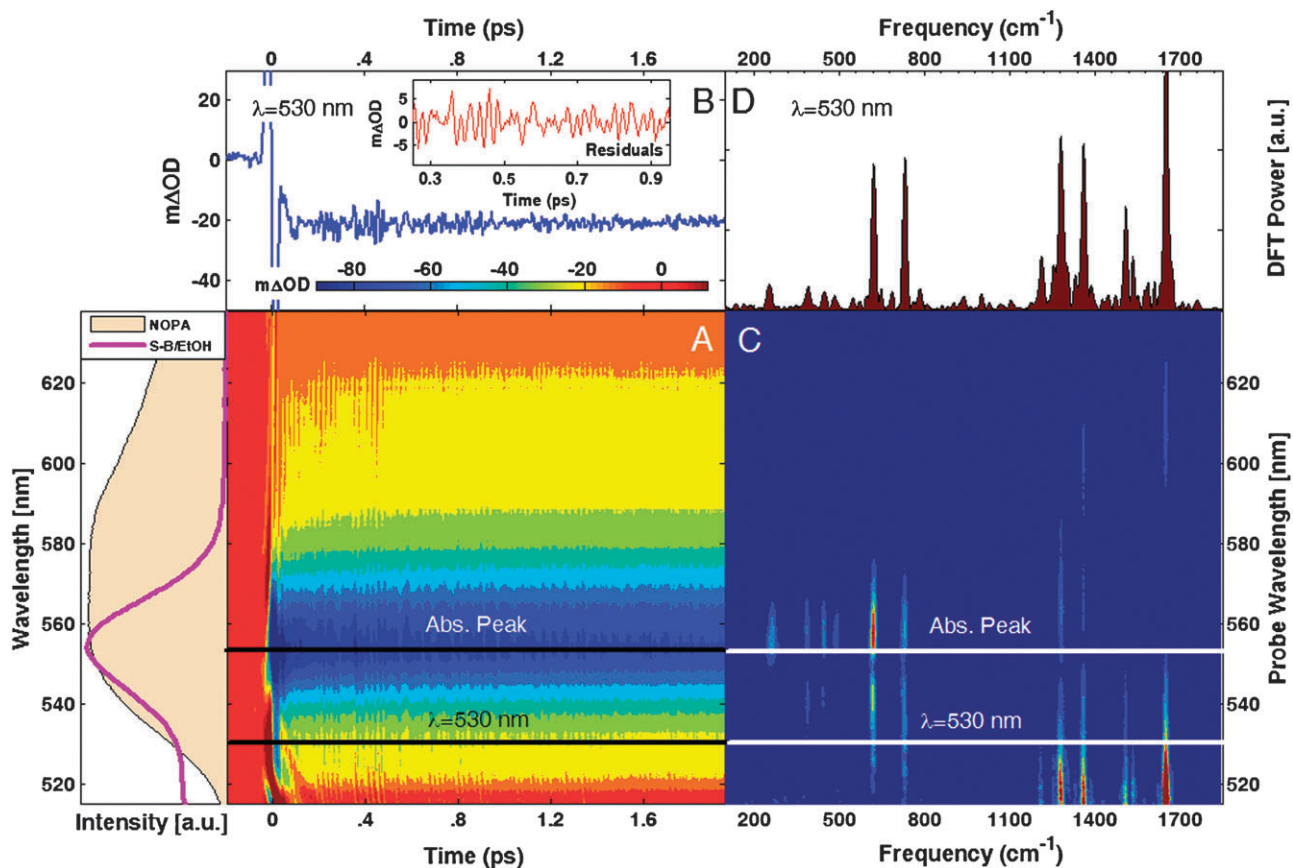 Time (ps)
0 .4 .8 1.2 1.6
Frequency (cm-1)
200 500 800 1100 1400 1700
B
λ=530 nm
20
0
-20
-40
mΔOD
5
0
-5
mΔOD
Residuals
0.3 0.5 0.7 0.9
Time (ps)
mΔOD
-80 -60 -40 -20 0
D
λ=530 nm
DFT Power [a.u.]
NOPA
S-B/EtOH
A
C
Wavelength [nm]
620
600
580
560
540
520
Abs. Peak
λ=530 nm
Abs. Peak
λ=530 nm
620
600
580
560
540
520
Probe Wavelength [nm]
Intensity [a.u.]
0 .4 .8 1.2 1.6
Time (ps)
200 500 800 1100 1400 1700
Frequency (cm-1)